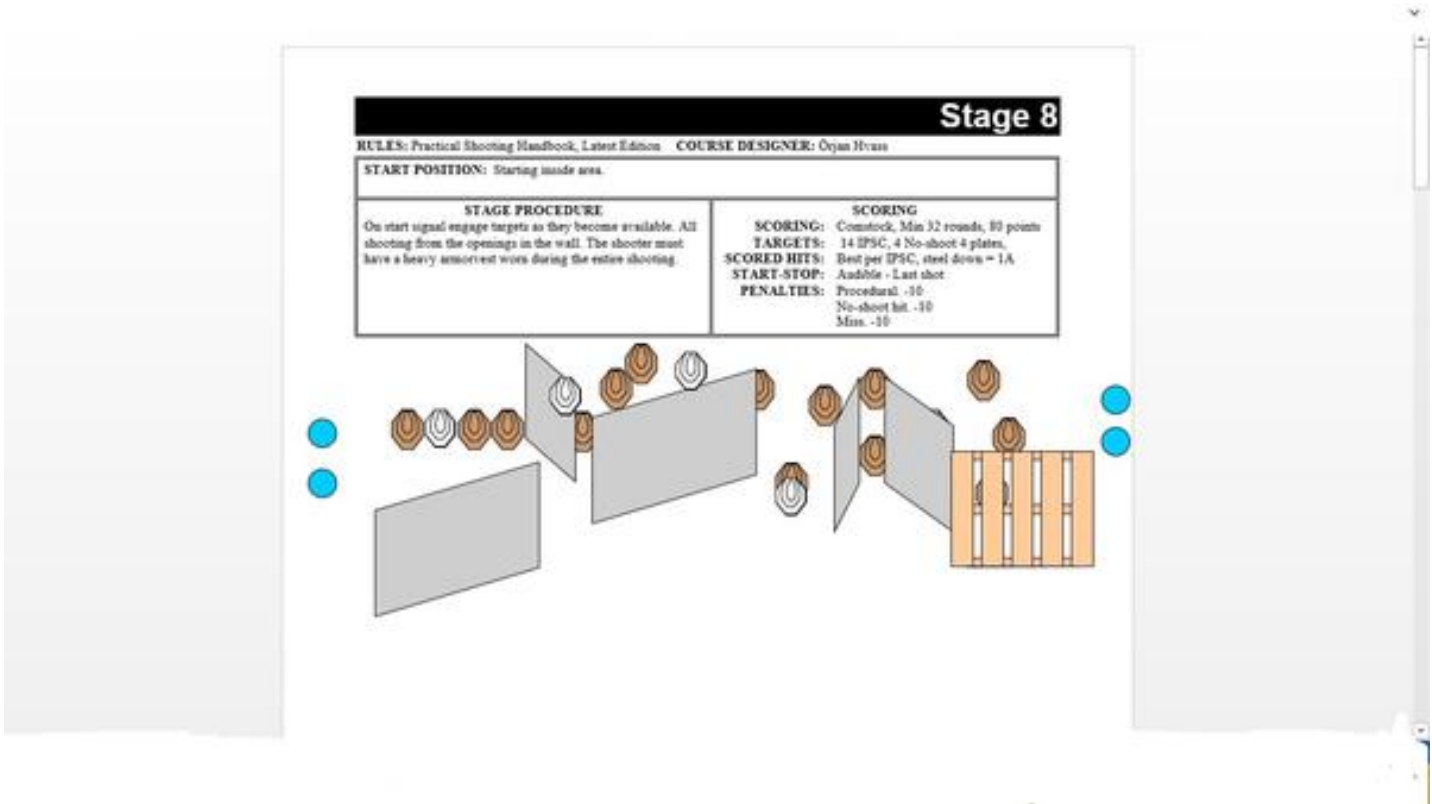 Stage 8
RULES: Practical Shooting Handbook, Latest Edition COURSE DESIGNER: Örjan Hvass
START POSITION: Starting inside area.
STAGE PROCEDURE
On start signal engage targets as they become available. All
shooting from the openings in the wall. The shooter must
have a heavy armorvest worn during the entire shooting.
SCORING
SCORING: Comstock, Min 32 rounds, 80 points
TARGETS: 14 IPSC, 4 No-shoot 4 plates,
SCORED HITS: Best per IPSC, steel down = 1A
START-STOP: Audible - Last shot
PENALTIES: Procedural. -10
No-shoot hit. -10
Miss. -10